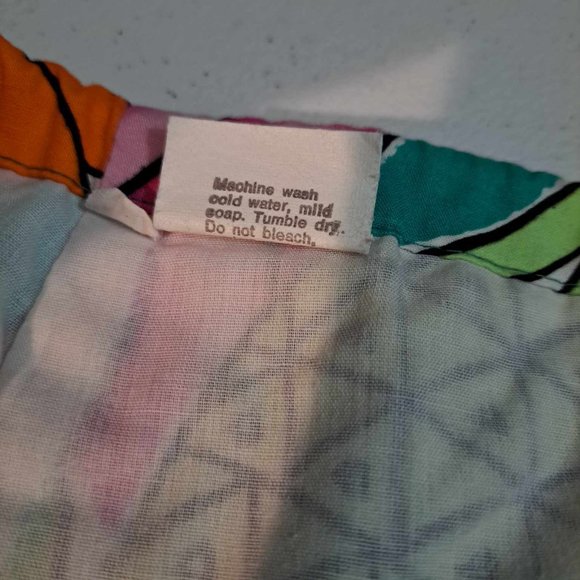 Machine wash
cold water, mild
soap. Tumble dry.
Do not bleach.